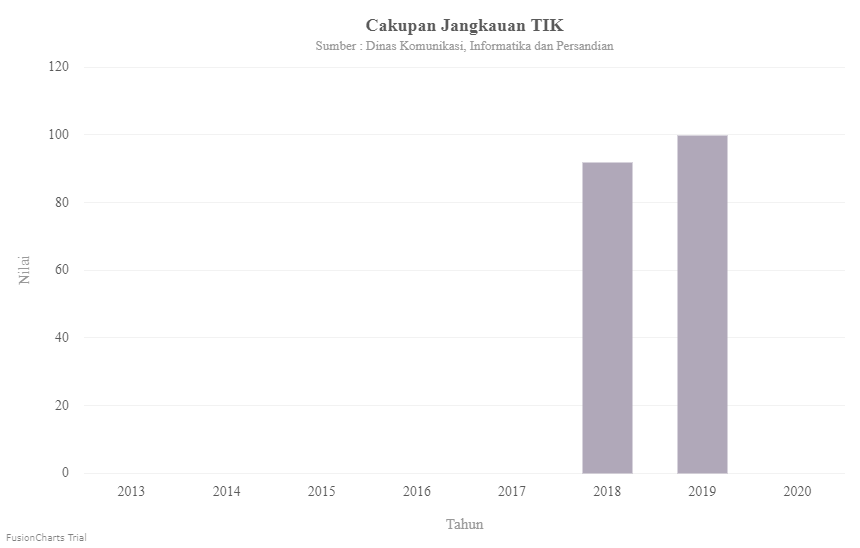 Cakupan Jangkauan TIK
Sumber : Dinas Komunikasi, Informatika dan Persandian
120
100
80
60
40
20
0
Nilai
2013 2014 2015 2016 2017 2018 2019 2020
Tahun
FusionCharts Trial